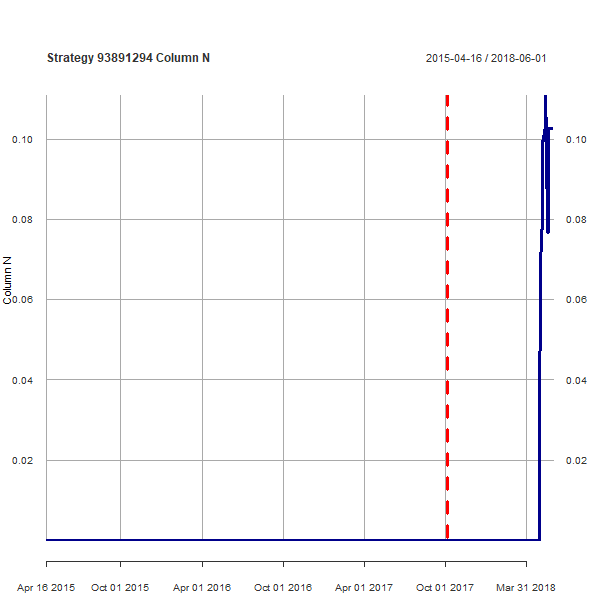 Strategy 93891294 Column N 2015-04-16 / 2018-06-01
0.10 0.10
0.08 0.08
Column N
0.06 0.06
0.04 0.04
0.02 0.02
Apr 16 2015 Oct 01 2015 Apr 01 2016 Oct 01 2016 Apr 01 2017 Oct 01 2017 Mar 31 2018